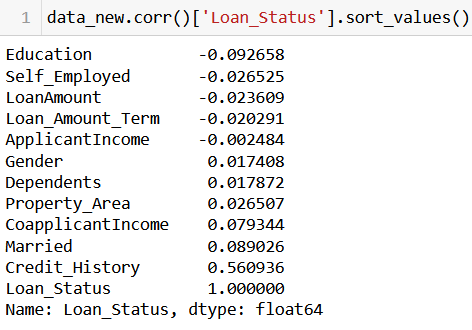 1 data_new.corr()['Loan_Status'].sort_values()
Education -0.092658
Self_Employed -0.026525
LoanAmount -0.023609
Loan_Amount_Term -0.020291
ApplicantIncome -0.002484
Gender 0.017408
Dependents 0.017872
Property_Area 0.026507
CoapplicantIncome 0.079344
Married 0.089026
Credit_History 0.560936
Loan_Status 1.000000
Name: Loan_Status, dtype: float64